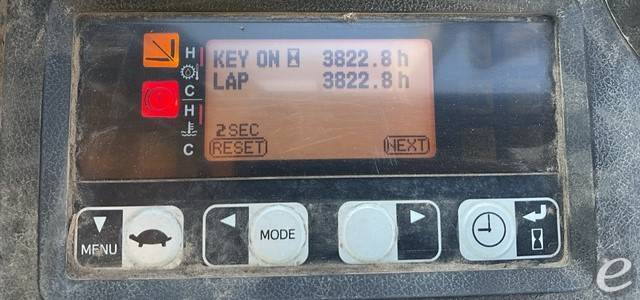 H
KEY ON 3822.8 h
LAP 3822.8 h
C
H
2SEC
RESET NEXT
C
MENU MODE
e